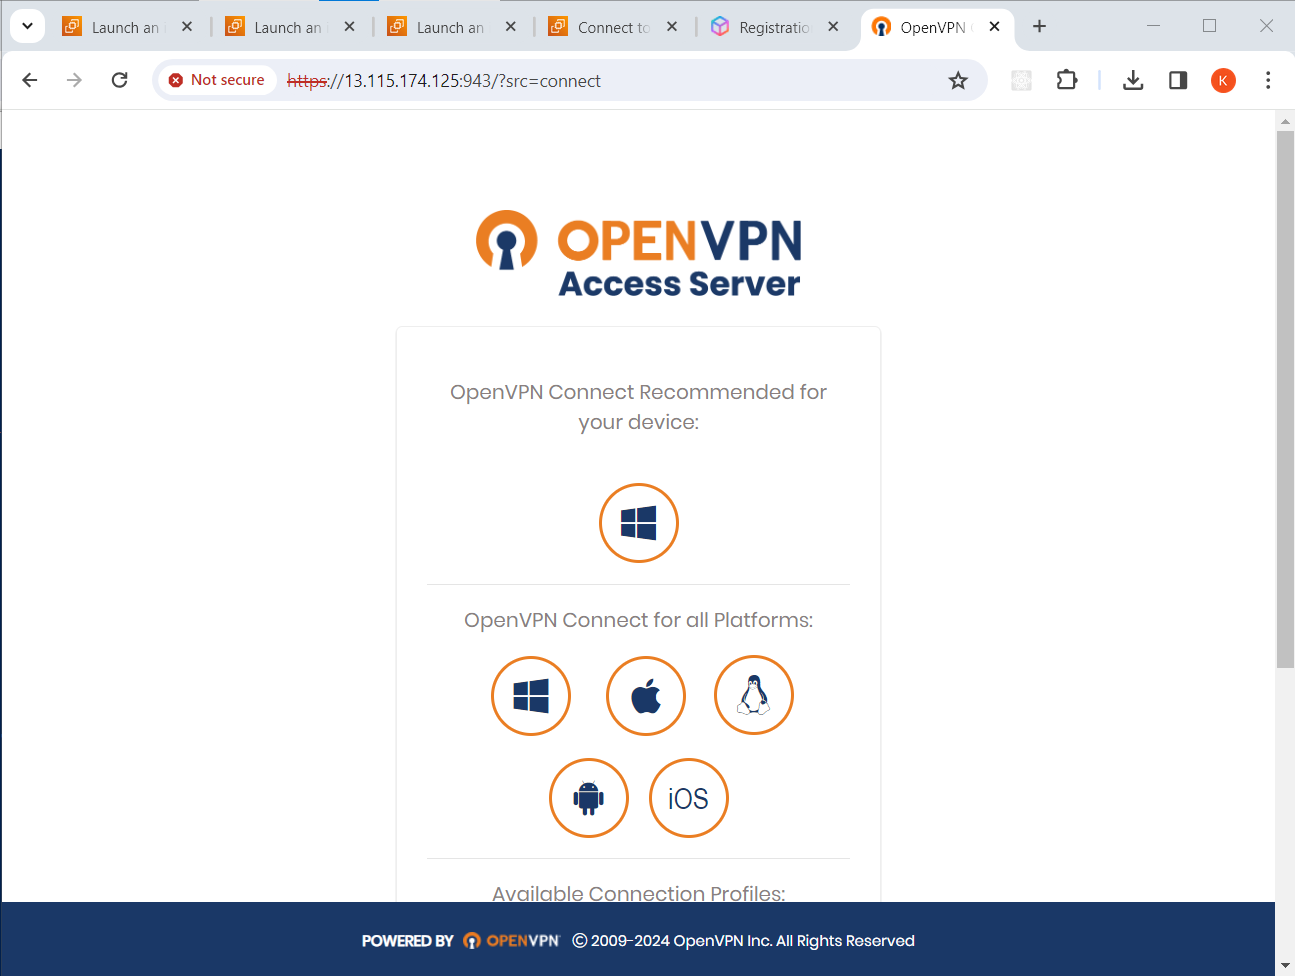 Launch an
Launch an
Launch an
Connect to
Registratio
OpenVPN
Not secure
https://13.115.174.125:943/?src=connect
K
OPENVPN
Access Server
OpenVPN Connect Recommended for
your device:
OpenVPN Connect for all Platforms:
iOS
Available Connection Profiles:
POWERED BY OPENVPN © 2009-2024 OpenVPN Inc. All Rights Reserved